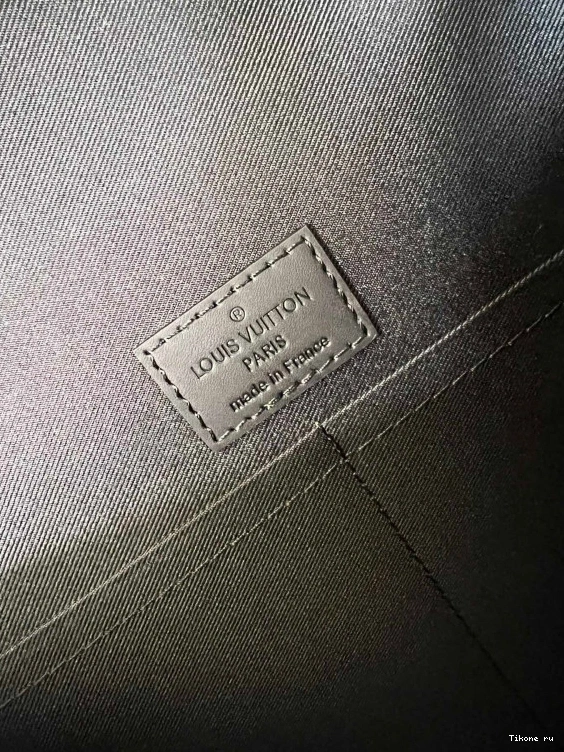 ®
LOUIS VUITTON
PARIS
made in France
Tikone ru